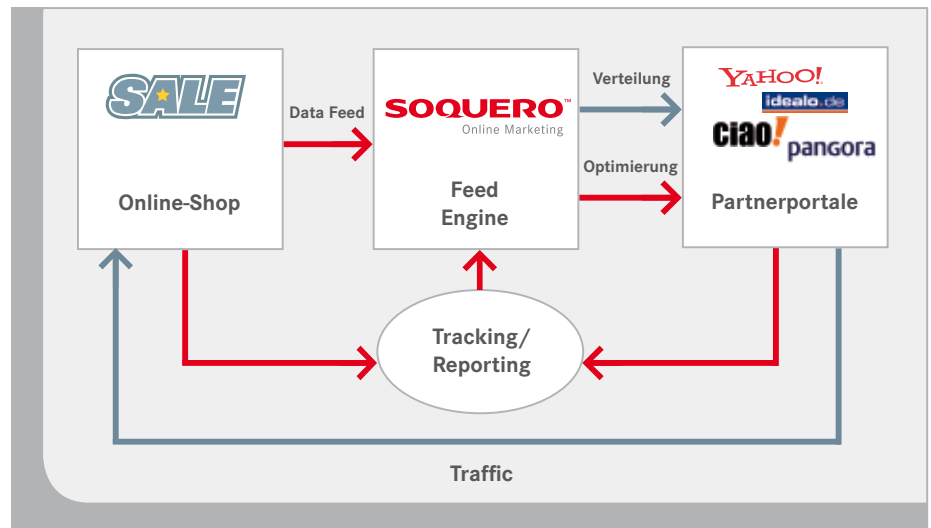 SALE
Online-Shop
Data Feed
SOQUERO™
Online Marketing
Feed
Engine
Verteilung
Optimierung
YAHOO!
idealo.de
ciao!
pangora
Partnerportale
Tracking/
Reporting
Traffic